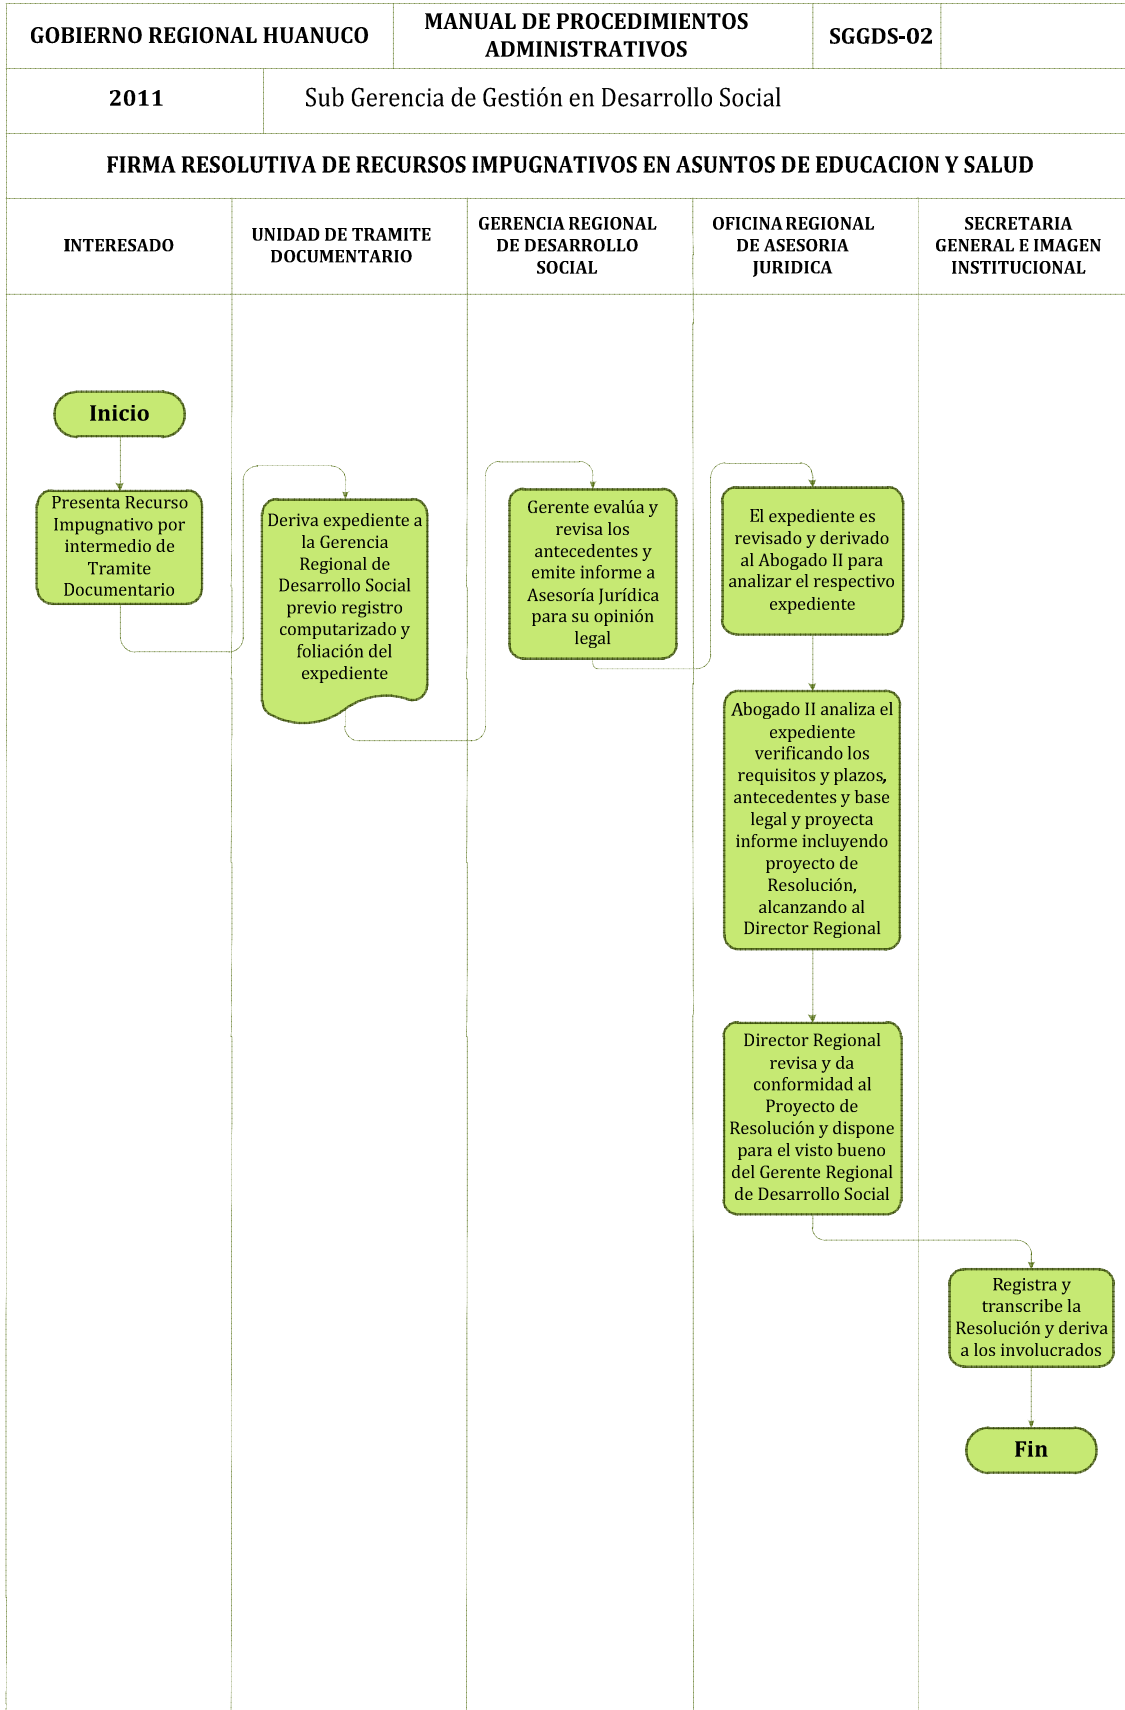 GOBIERNO REGIONAL HUANUCO
MANUAL DE PROCEDIMIENTOS
ADMINISTRATIVOS
SGGDS-02
2011
Sub Gerencia de Gestión en Desarrollo Social
FIRMA RESOLUTIVA DE RECURSOS IMPUGNATIVOS EN ASUNTOS DE EDUCACION Y SALUD
INTERESADO
UNIDAD DE TRAMITE
DOCUMENTARIO
GERENCIA REGIONAL
DE DESARROLLO
SOCIAL
OFICINA REGIONAL
DE ASESORIA
JURIDICA
SECRETARIA
GENERAL E IMAGEN
INSTITUCIONAL
Inicio
Presenta Recurso
Impugnativo por
intermedio de
Tramite
Documentario
Deriva expediente a
la Gerencia
Regional de
Desarrollo Social
previo registro
computarizado y
foliación del
expediente
Gerente evalúa y
revisa los
antecedentes y
emite informe a
Asesoría Jurídica
para su opinión
legal
El expediente es
revisado y derivado
al Abogado II para
analizar el respectivo
expediente
Abogado II analiza el
expediente
verificando los
requisitos y plazos,
antecedentes y base
legal y proyecta
informe incluyendo
proyecto de
Resolución,
alcanzando al
Director Regional
Director Regional
revisa y da
conformidad al
Proyecto de
Resolución y dispone
para el visto bueno
del Gerente Regional
de Desarrollo Social
Registra y
transcribe la
Resolución y deriva
a los involucrados
Fin